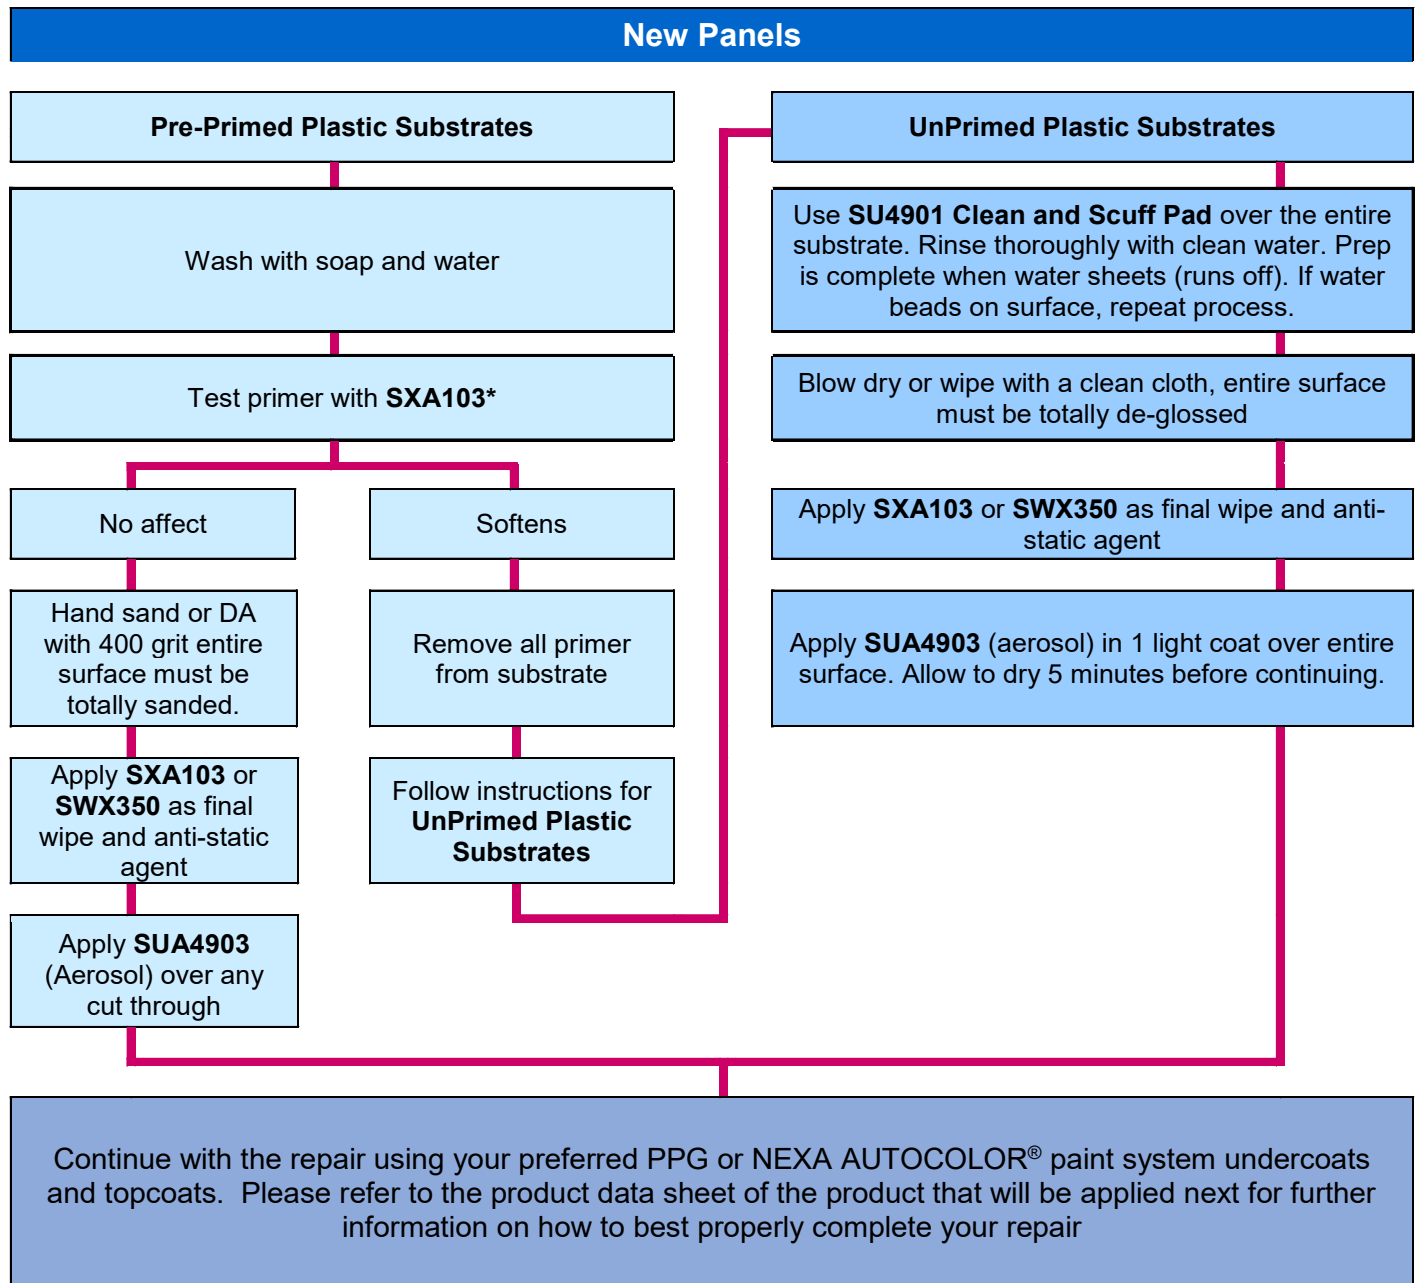 New Panels
Pre-Primed Plastic Substrates
Wash with soap and water
Test primer with SXA103*
No affect
Hand sand or DA
with 400 grit entire
surface must be
totally sanded.
Apply SXA103 or
SWX350 as final
wipe and anti-static
agent
Apply SUA4903
(Aerosol) over any
cut through
Softens
Remove all primer
from substrate
Follow instructions for
UnPrimed Plastic
Substrates
UnPrimed Plastic Substrates
Use SU4901 Clean and Scuff Pad over the entire
substrate. Rinse thoroughly with clean water. Prep
is complete when water sheets (runs off). If water
beads on surface, repeat process.
Blow dry or wipe with a clean cloth, entire surface
must be totally de-glossed
Apply SXA103 or SWX350 as final wipe and anti-
static agent
Apply SUA4903 (aerosol) in 1 light coat over entire
surface. Allow to dry 5 minutes before continuing.
Continue with the repair using your preferred PPG or NEXA AUTOCOLOR® paint system undercoats
and topcoats.  Please refer to the product data sheet of the product that will be applied next for further
information on how to best properly complete your repair